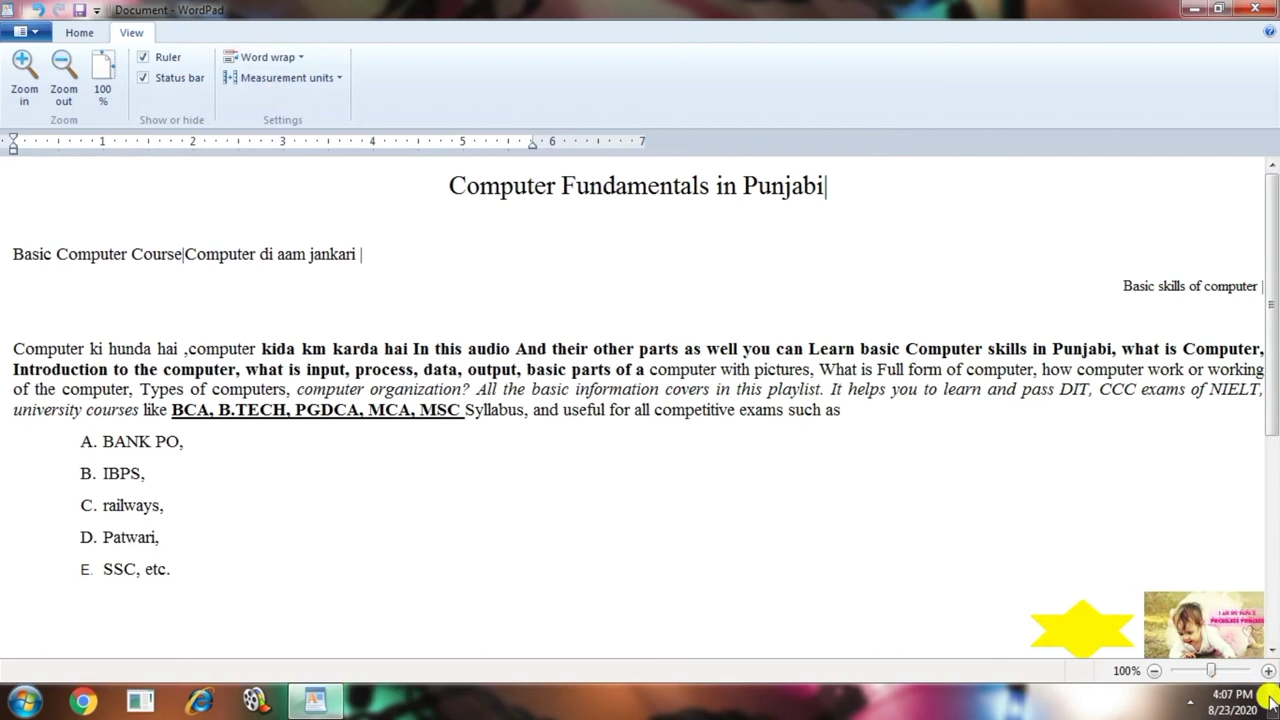 Document - WordPad
Home View
Zoom in
Zoom out
100 %
Zoom
Ruler
Status bar
Show or hide
Word wrap
Measurement units
Settings
1 2 3 4 5 6 7
Computer Fundamentals in Punjabi|
Basic Computer Course|Computer di aam jankari |
Basic skills of computer |
Computer ki hunda hai ,computer kida km karda hai In this audio And their other parts as well you can Learn basic Computer skills in Punjabi, what is Computer,
Introduction to the computer, what is input, process, data, output, basic parts of a computer with pictures, What is Full form of computer, how computer work or working
of the computer, Types of computers, computer organization? All the basic information covers in this playlist. It helps you to learn and pass DIT, CCC exams of NIELT,
university courses like BCA, B.TECH, PGDCA, MCA, MSC Syllabus, and useful for all competitive exams such as
A. BANK PO,
B. IBPS,
C. railways,
D. Patwari,
E. SSC, etc.
100%
4:07 PM
8/23/2020